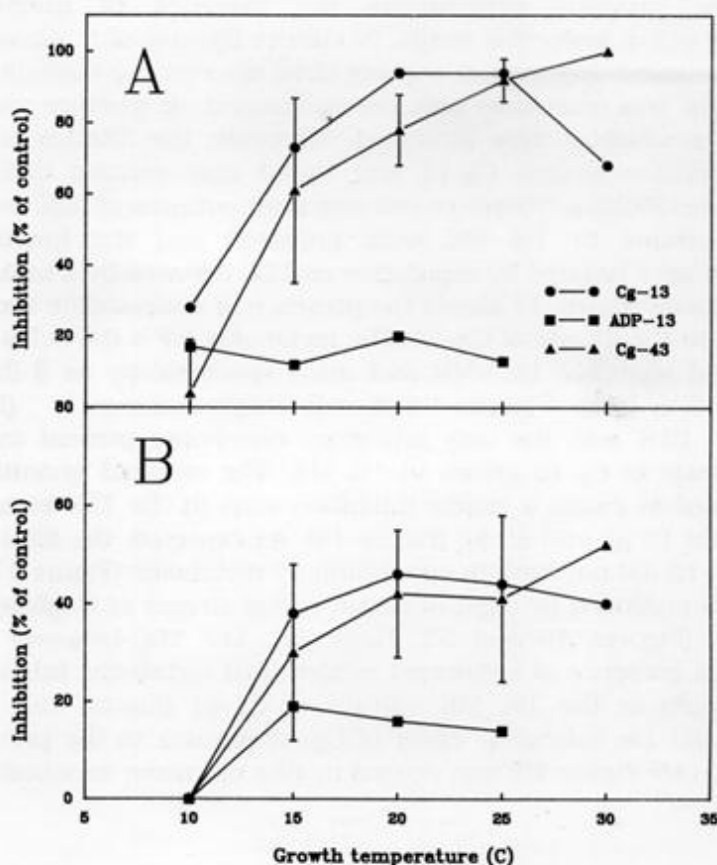 100
A
80
60
40
20
Inhibition (% of control)
Cg-13
ADP-13
Cg-43
80
B
60
40
20
0
Inhibition (% of control)
5 10 15 20 25 30 35
Growth temperature (C)